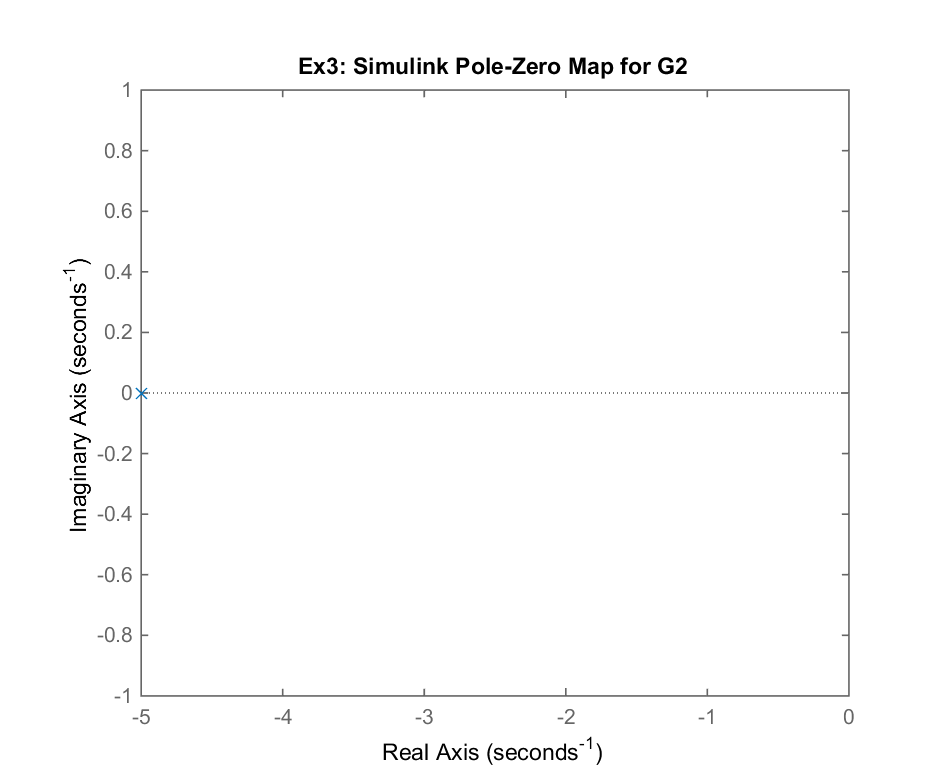 Ex3: Simulink Pole-Zero Map for G2
1
0.8
0.6
0.4
0.2
0
-0.2
-0.4
-0.6
-0.8
-1
Imaginary Axis (seconds⁻¹)
-5 -4 -3 -2 -1 0
Real Axis (seconds⁻¹)